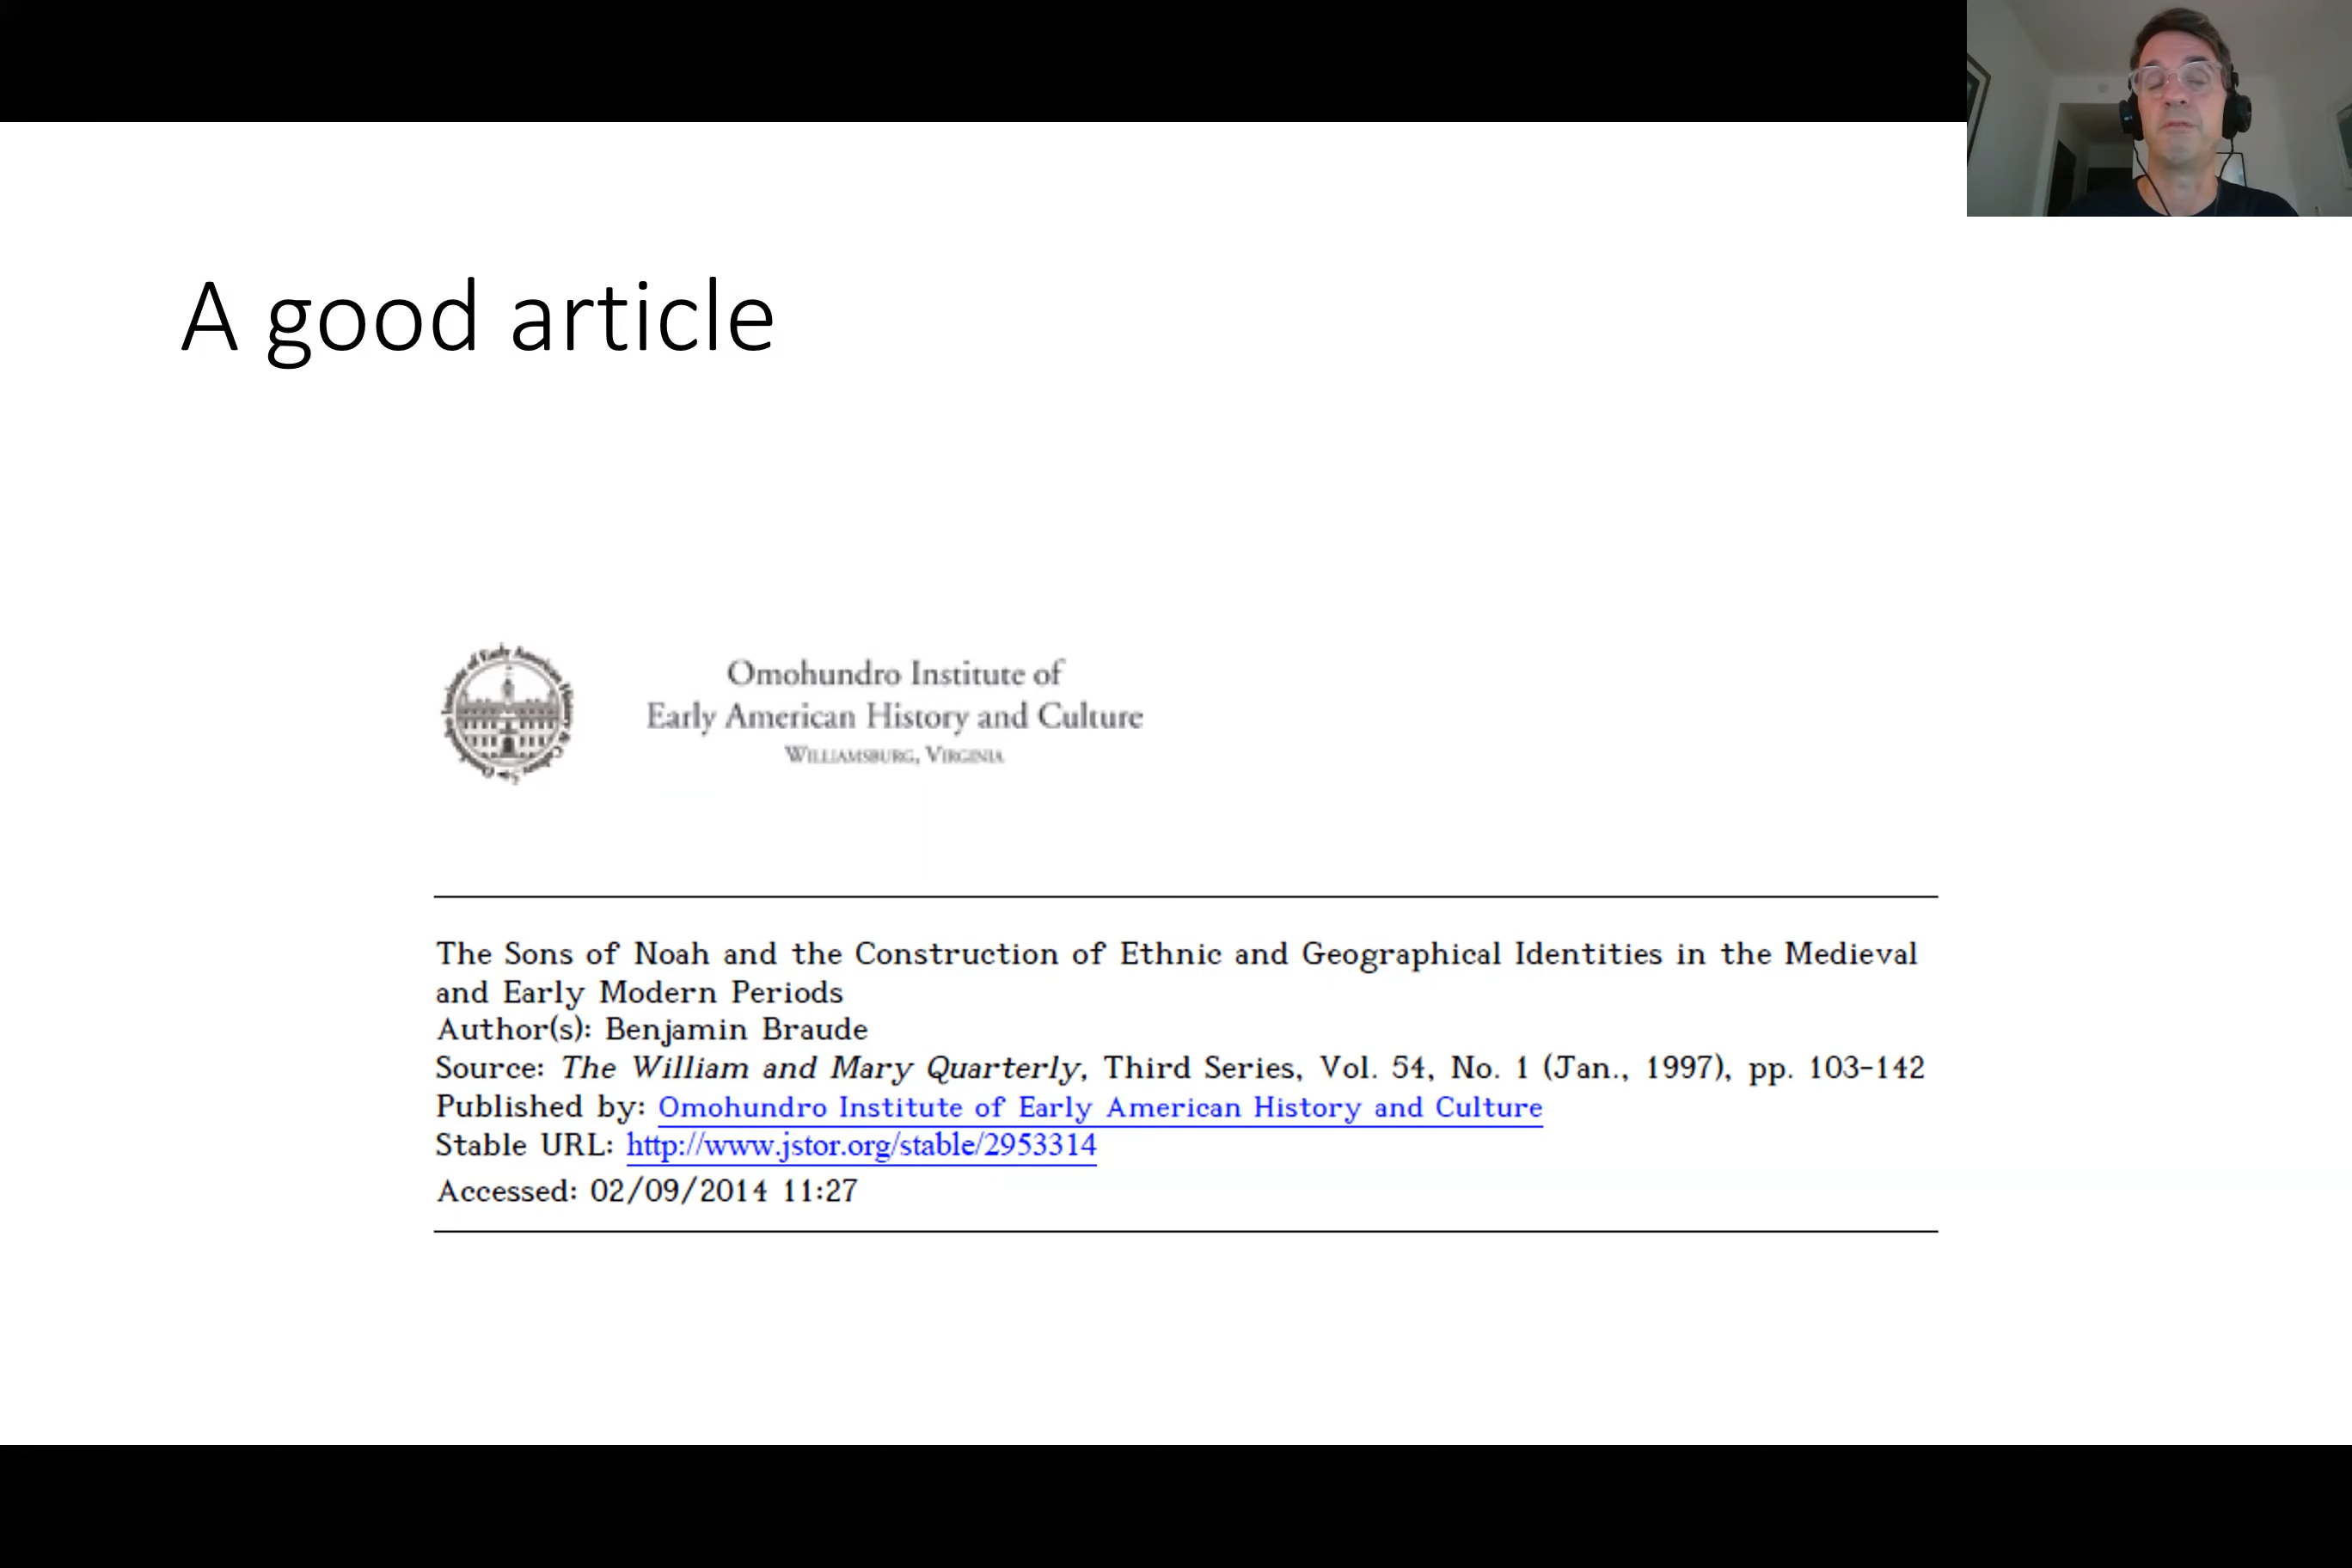 A good article
Omohundro Institute of
Early American History and Culture
WILLIAMSBURG, VIRGINIA
The Sons of Noah and the Construction of Ethnic and Geographical Identities in the Medieval
and Early Modern Periods
Author(s): Benjamin Braude
Source: The William and Mary Quarterly, Third Series, Vol. 54, No. 1 (Jan., 1997), pp. 103-142
Published by: Omohundro Institute of Early American History and Culture
Stable URL: http://www.jstor.org/stable/2953314
Accessed: 02/09/2014 11:27